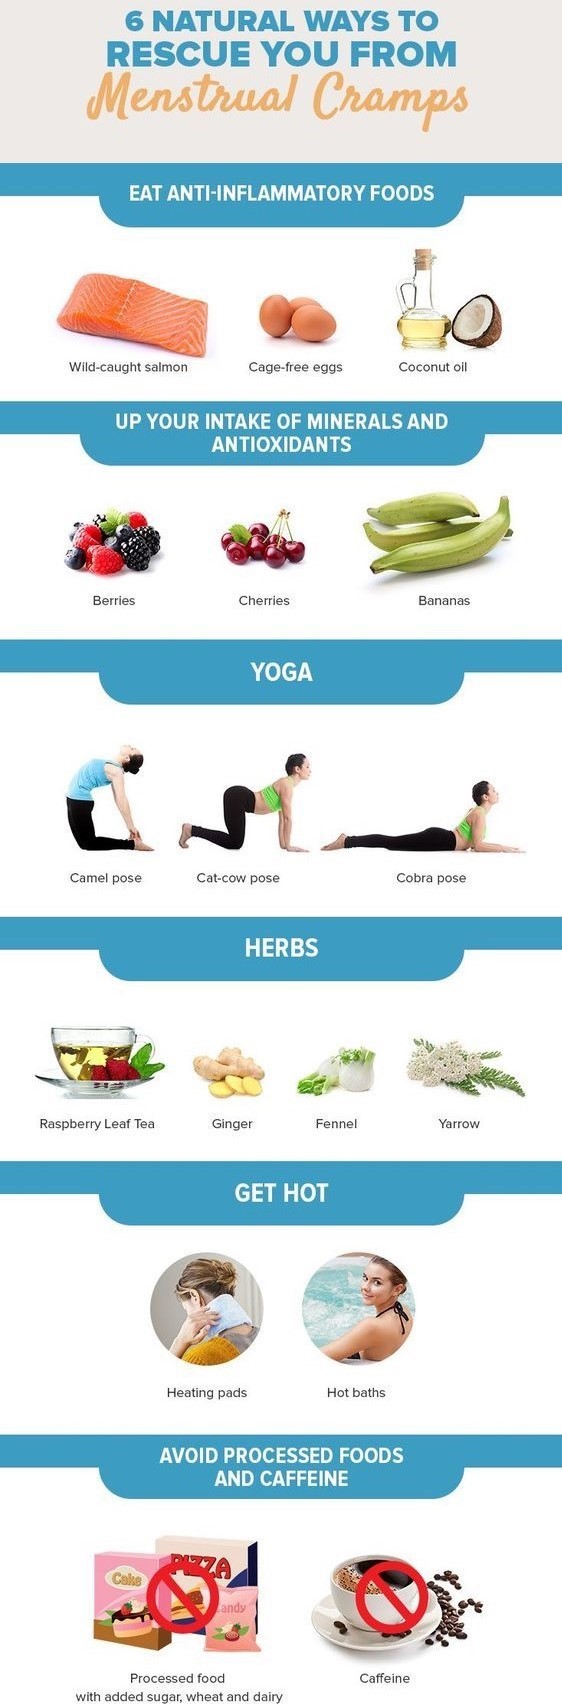 6 NATURAL WAYS TO
RESCUE YOU FROM
Menstrual Cramps
EAT ANTI-INFLAMMATORY FOODS
Wild-caught salmon
Cage-free eggs
Coconut oil
UP YOUR INTAKE OF MINERALS AND
ANTIOXIDANTS
Berries
Cherries
Bananas
YOGA
Camel pose
Cat-cow pose
Cobra pose
HERBS
Raspberry Leaf Tea
Ginger
Fennel
Yarrow
GET HOT
Heating pads
Hot baths
AVOID PROCESSED FOODS
AND CAFFEINE
Cake
PIZZA
Candy
Processed food
with added sugar, wheat and dairy
Caffeine